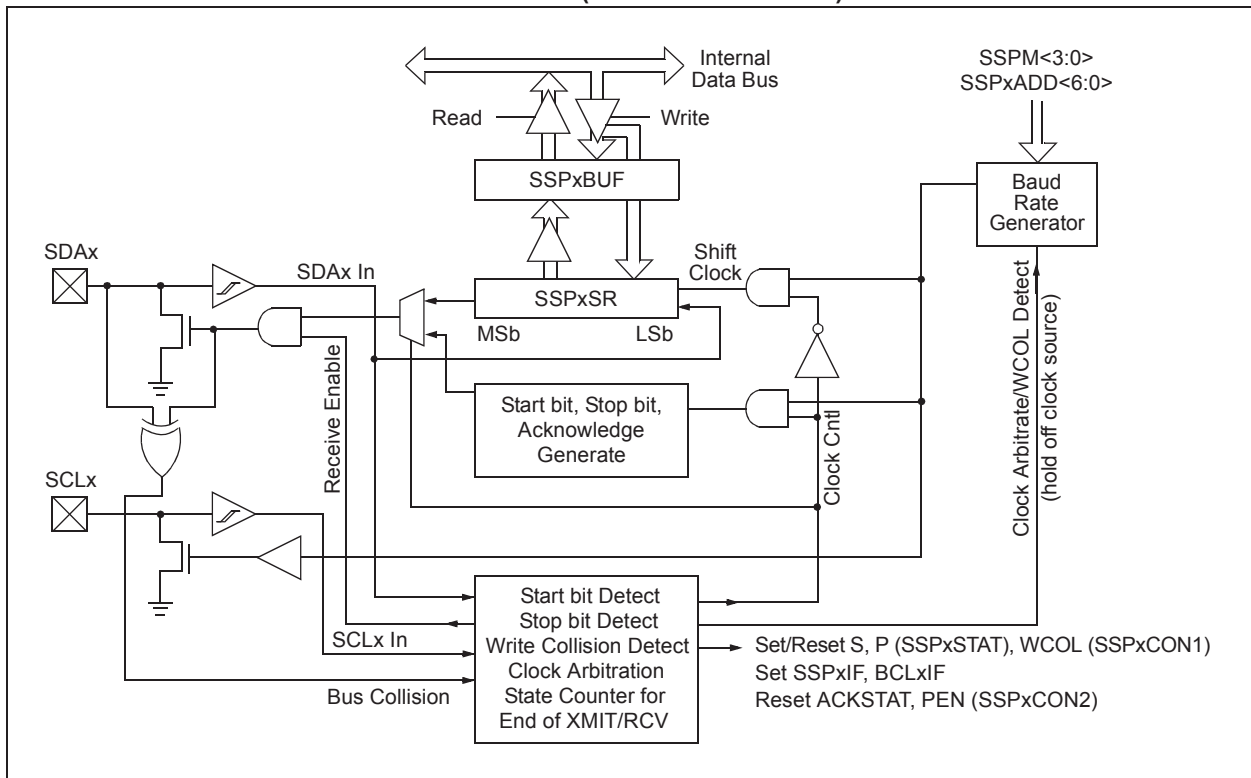 Internal
Data Bus
SSPM<3:0>
SSPxADD<6:0>
Read
Write
SSPxBUF
Baud
Rate
Generator
SDAx
SDAx In
Shift
Clock
SSPxSR
MSb
LSb
Receive Enable
Start bit, Stop bit,
Acknowledge
Generate
Clock Cntl
Clock Arbitrate/WCOL Detect
(hold off clock source)
SCLx
SCLx In
Bus Collision
Start bit Detect
Stop bit Detect
Write Collision Detect
Clock Arbitration
State Counter for
End of XMIT/RCV
Set/Reset S, P (SSPxSTAT), WCOL (SSPxCON1)
Set SSPxIF, BCLxIF
Reset ACKSTAT, PEN (SSPxCON2)